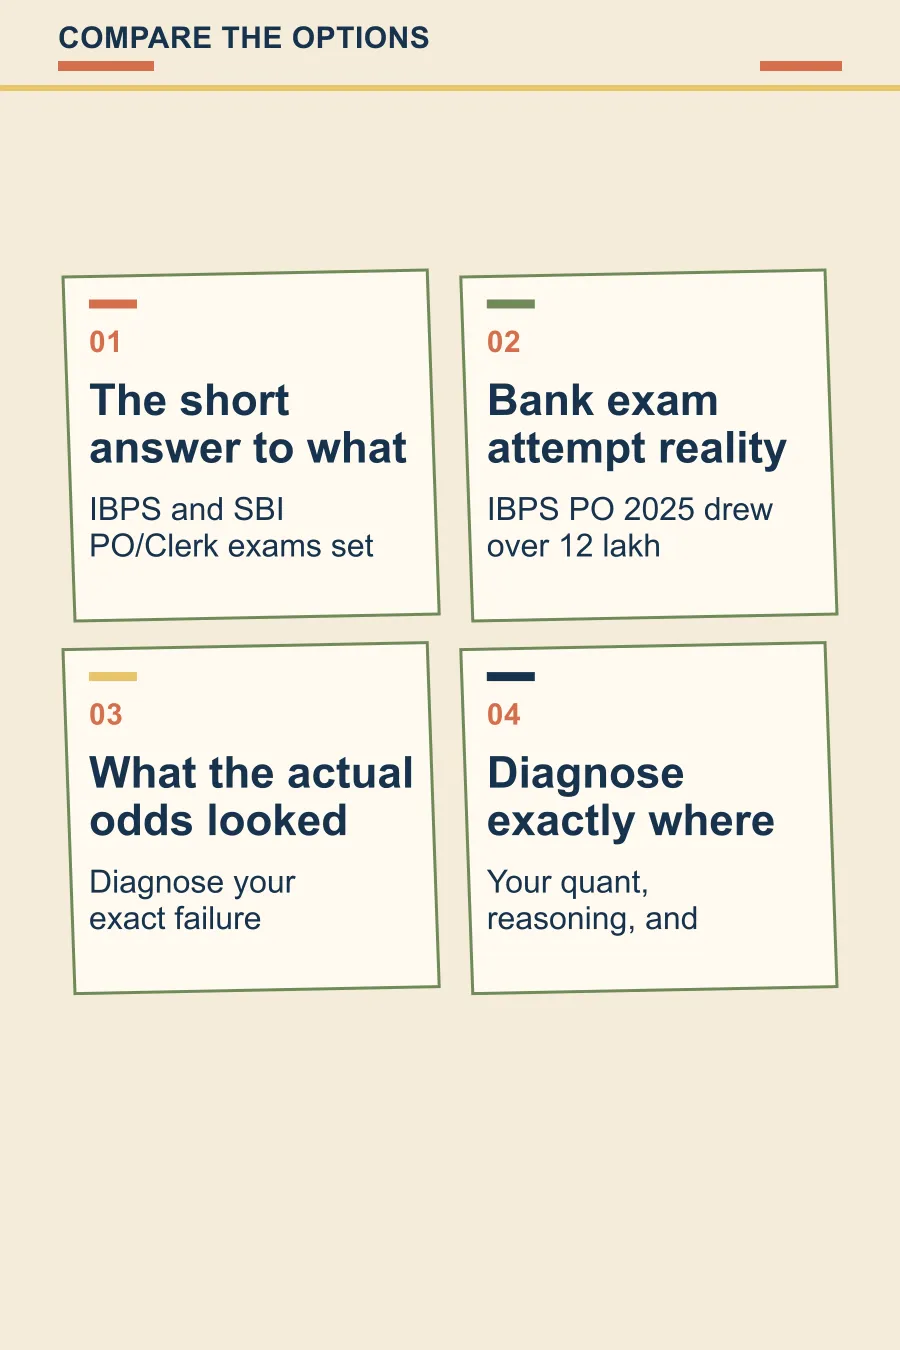 COMPARE THE OPTIONS
01
The short
answer to what
IBPS and SBI
PO/Clerk exams set
02
Bank exam
attempt reality
IBPS PO 2025 drew
over 12 lakh
03
What the actual
odds looked
Diagnose your
exact failure
04
Diagnose
exactly where
Your quant,
reasoning, and